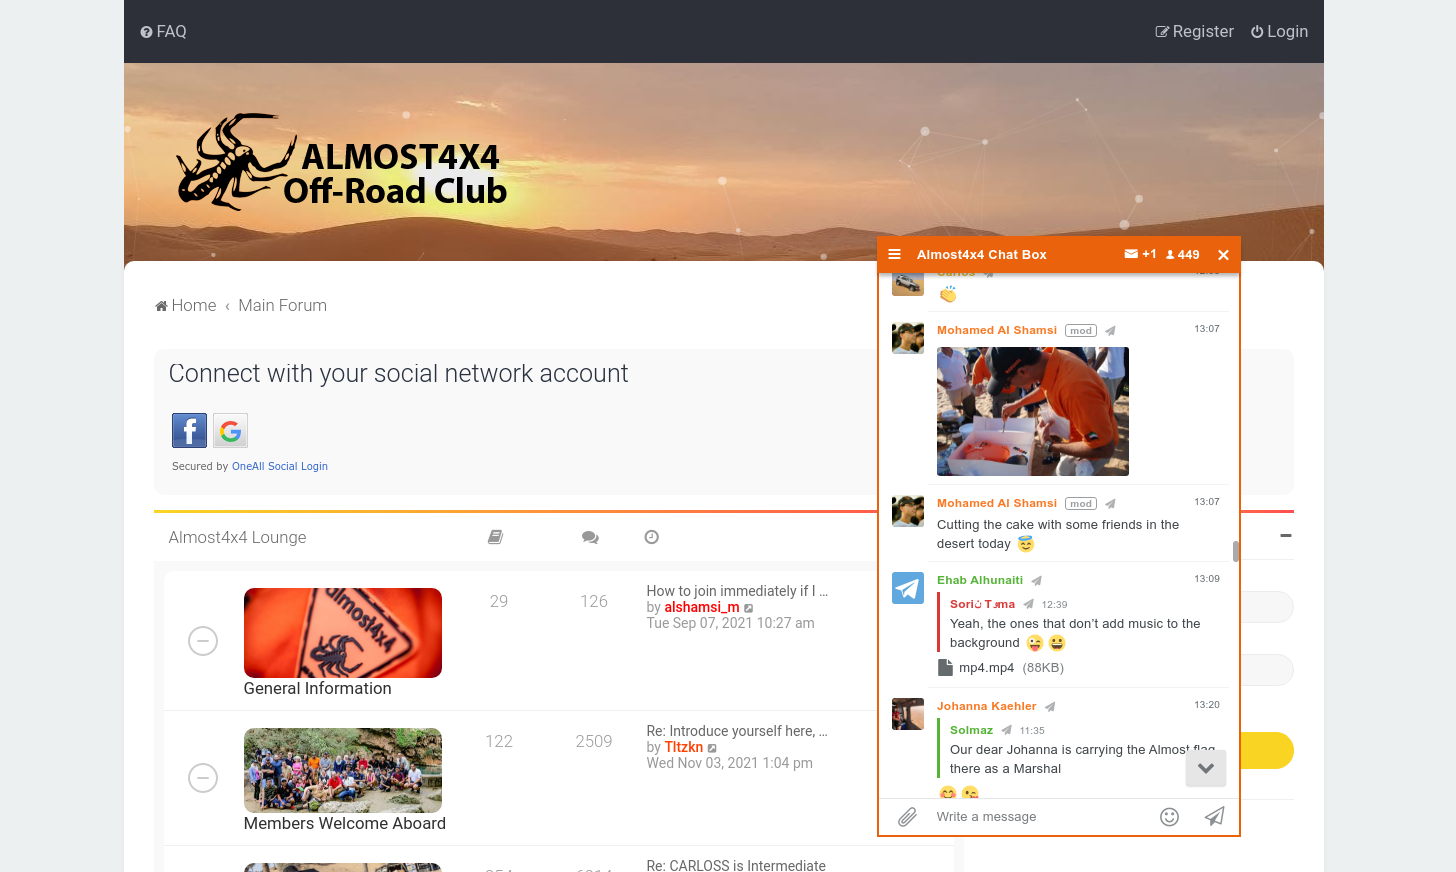 FAQ
Register
Login
ALMOST4X4
Off-Road Club
Home ‹ Main Forum
Connect with your social network account
Secured by OneAll Social Login
Almost4x4 Lounge
29
126
How to join immediately if I ...
by alshamsi_m
Tue Sep 07, 2021 10:27 am
almost4x4
General Information
122
2509
Re: Introduce yourself here, ...
by TItzkn
Wed Nov 03, 2021 1:04 pm
Members Welcome Aboard
Re: CARLOSS is Intermediate
Almost4x4 Chat Box
+1
449
Mohamed Al Shamsi mod
13:07
Mohamed Al Shamsi mod
13:07
Cutting the cake with some friends in the
desert today 😇
Ehab Alhunaiti
13:09
12:39
Yeah, the ones that don't add music to the
background 😜 😀
mp4.mp4 (88KB)
Johanna Kaehler
13:20
Solmaz 11:35
Our dear Johanna is carrying the Almost flag
there as a Marshal
Write a message